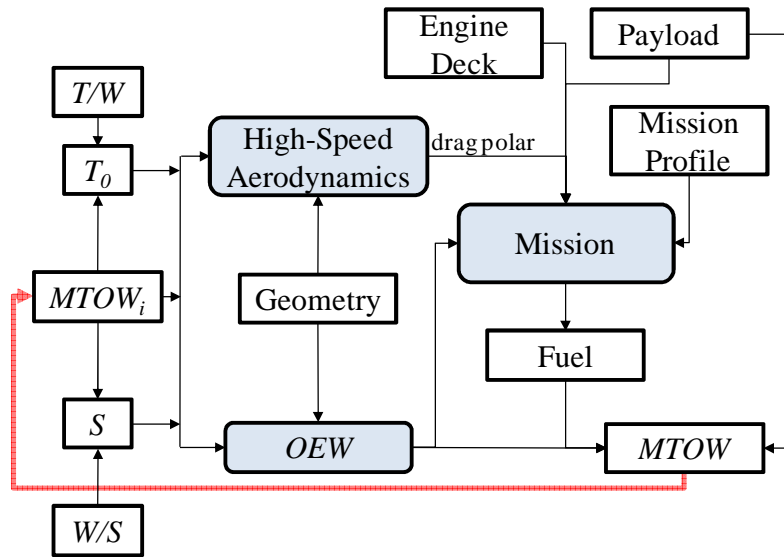 Engine
Deck
Payload
T/W
High-Speed
Aerodynamics
drag polar
Mission
Profile
T₀
Mission
MTOWᵢ
Geometry
Fuel
S
OEW
MTOW
W/S